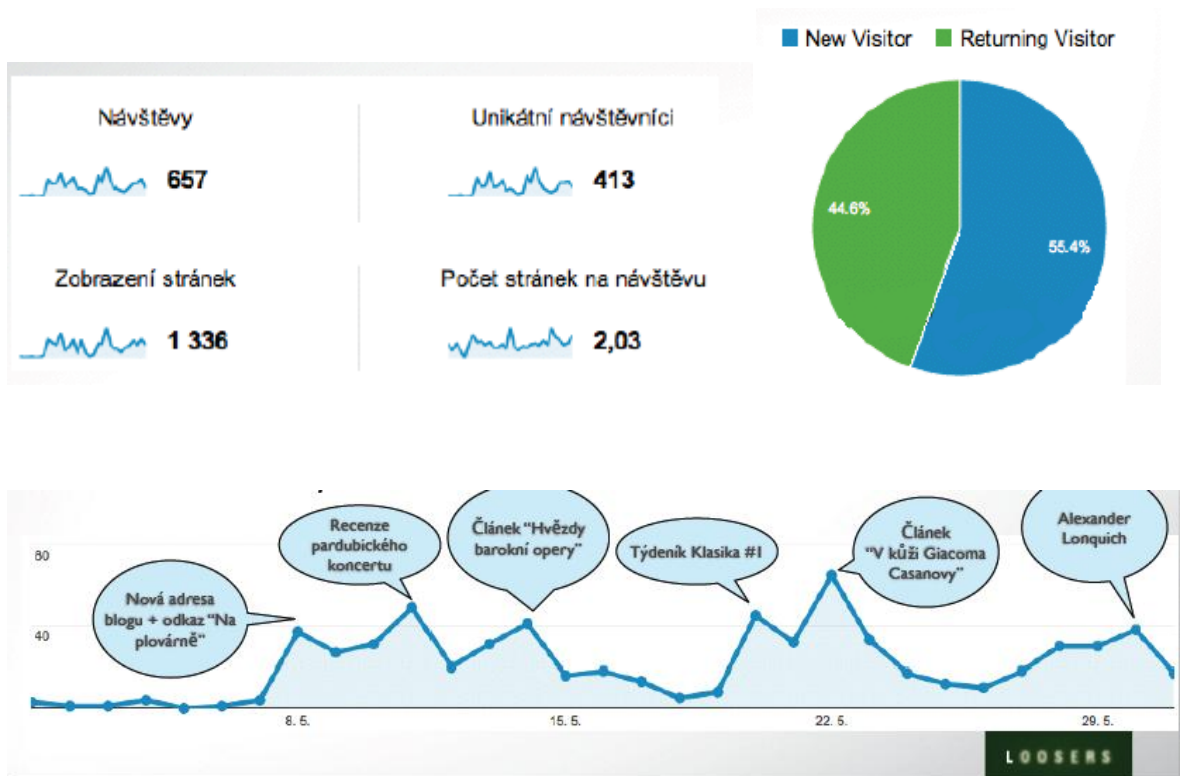 New Visitor Returning Visitor
Návštěvy
657
Unikátní návštěvníci
413
Zobrazení stránek
1 336
Počet stránek na návštěvu
2,03
44.6%
55.4%
80
40
Nová adresa
blogu + odkaz "Na
plovárně"
Recenze
pardubického
koncertu
Článek "Hvězdy
barokní opery"
Týdeník Klasika #1
Článek
"V kůži Giacoma
Casanovy"
Alexander
Lonquich
8. 5.
15. 5.
22. 5.
29. 5.
LOOSERS